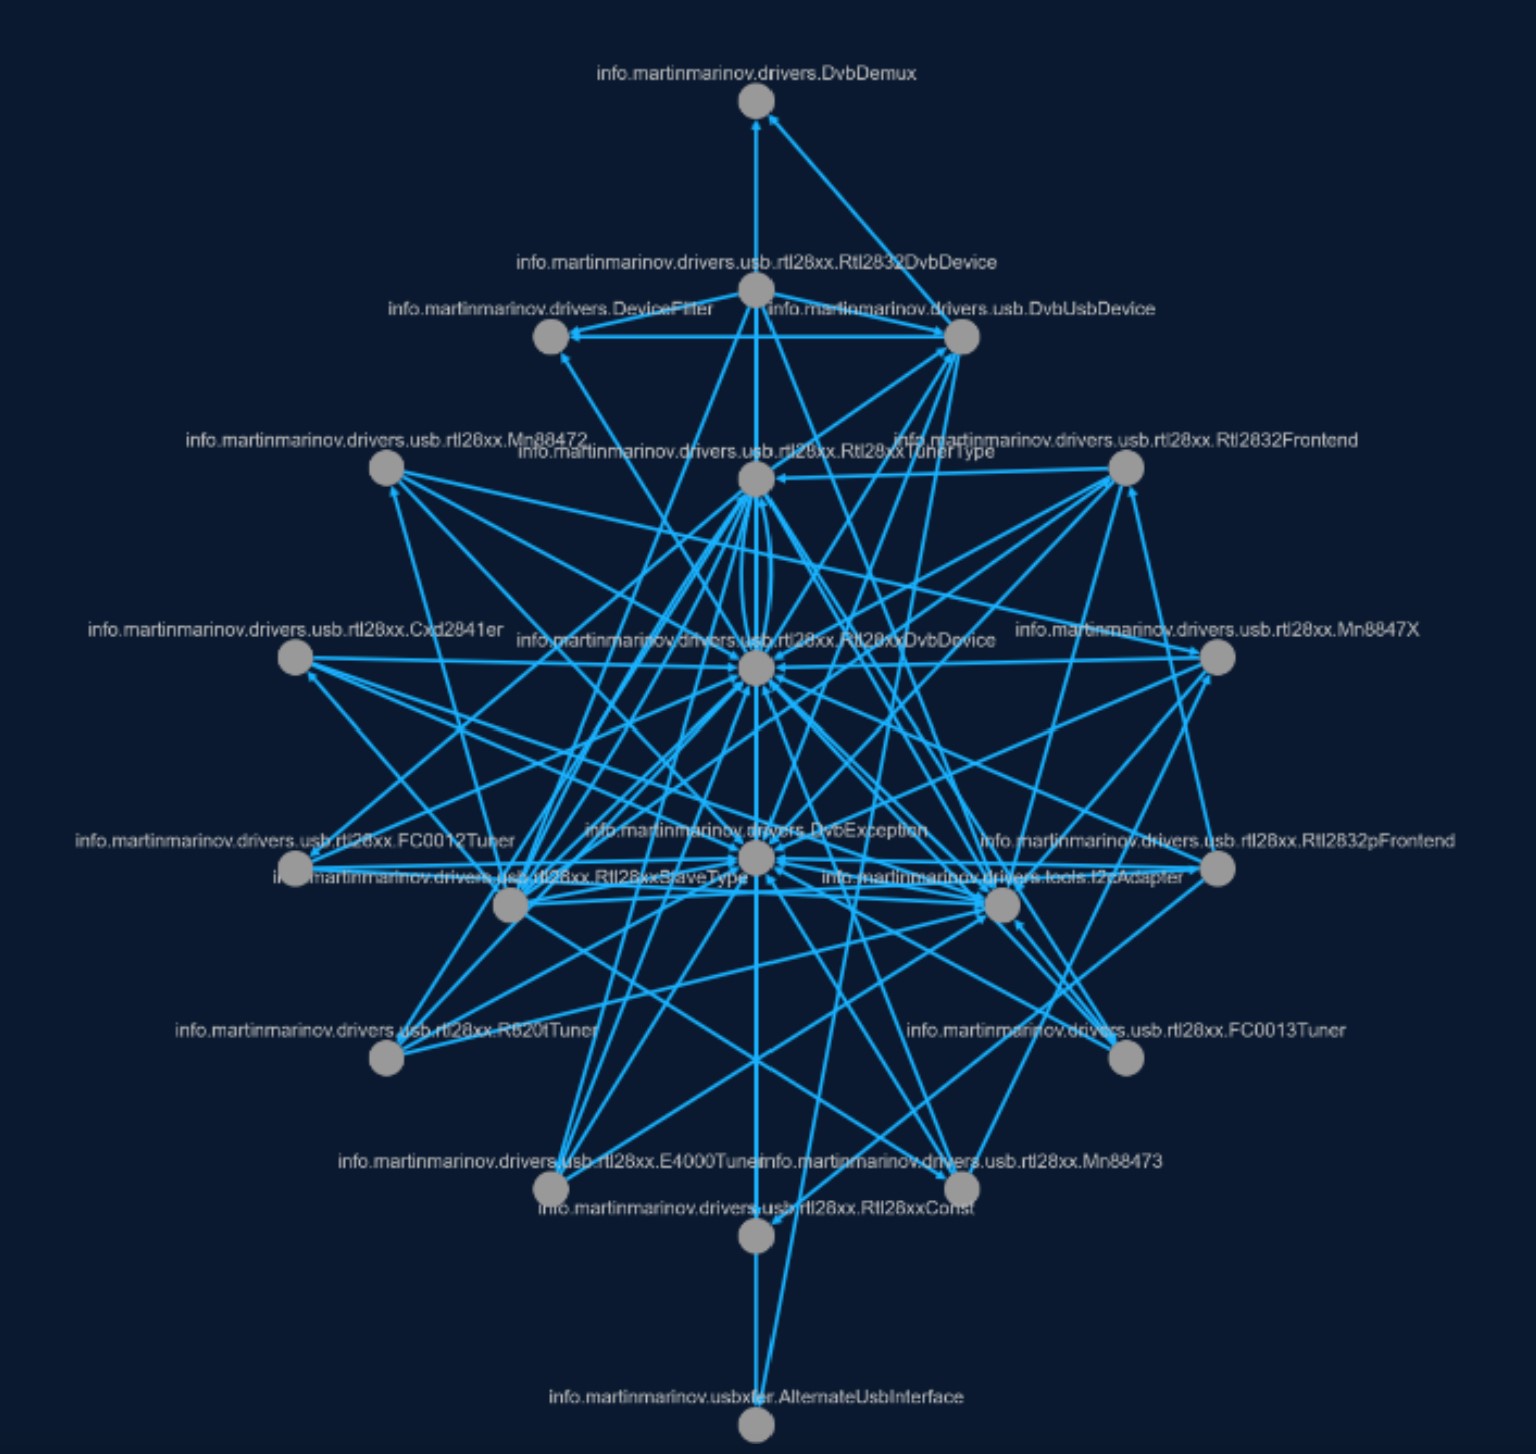 info.martinmarinov.drivers.DvbDemux
info.martinmarinov.drivers.usb.rtl28xx.Rtl2832DvbDevice
info.martinmarinov.drivers.DeviceFilter
info.martinmarinov.drivers.usb.DvbUsbDevice
info.martinmarinov.drivers.usb.rtl28xx.Mn88472
info.martinmarinov.drivers.usb.rtl28xx.Rtl28xxTunerType
info.martinmarinov.drivers.usb.rtl28xx.Rtl2832Frontend
info.martinmarinov.drivers.usb.rtl28xx.Cxd2841er
info.martinmarinov.drivers.usb.rtl28xx.Rtl28xxDvbDevice
info.martinmarinov.drivers.usb.rtl28xx.Mn8847X
info.martinmarinov.drivers.usb.rtl28xx.FC0012Tuner
info.martinmarinov.drivers.DvbException
info.martinmarinov.drivers.usb.rtl28xx.Rtl2832pFrontend
info.martinmarinov.drivers.usb.rtl28xx.Rtl28xxSlaveType
info.martinmarinov.drivers.tools.I2cAdapter
info.martinmarinov.drivers.usb.rtl28xx.R820tTuner
info.martinmarinov.drivers.usb.rtl28xx.FC0013Tuner
info.martinmarinov.drivers.usb.rtl28xx.E4000Tuner
info.martinmarinov.drivers.usb.rtl28xx.Mn88473
info.martinmarinov.drivers.usb.rtl28xx.Rtl28xxConst
info.martinmarinov.usbxfer.AlternateUsbInterface